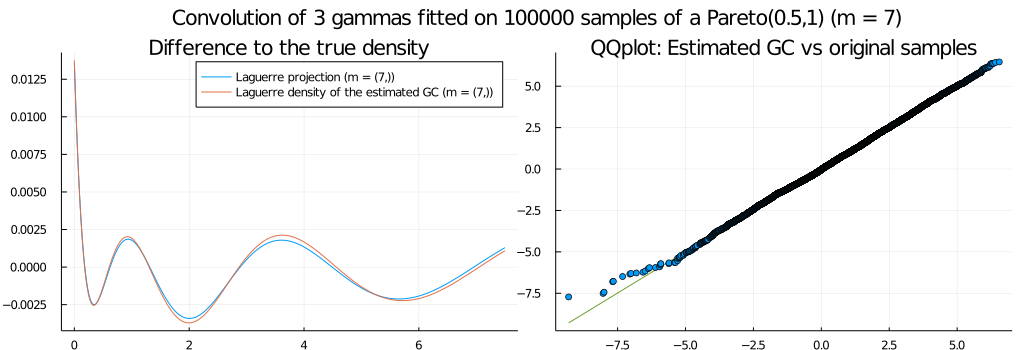 Convolution of 3 gammas fitted on 100000 samples of a Pareto(0.5,1) (m = 7)
Difference to the true density
Laguerre projection (m = (7,))
Laguerre density of the estimated GC (m = (7,))
0.0125
0.0100
0.0075
0.0050
0.0025
0.0000
−0.0025
0 2 4 6
QQplot: Estimated GC vs original samples
5.0
2.5
0.0
−2.5
−5.0
−7.5
−7.5 −5.0 −2.5 0.0 2.5 5.0